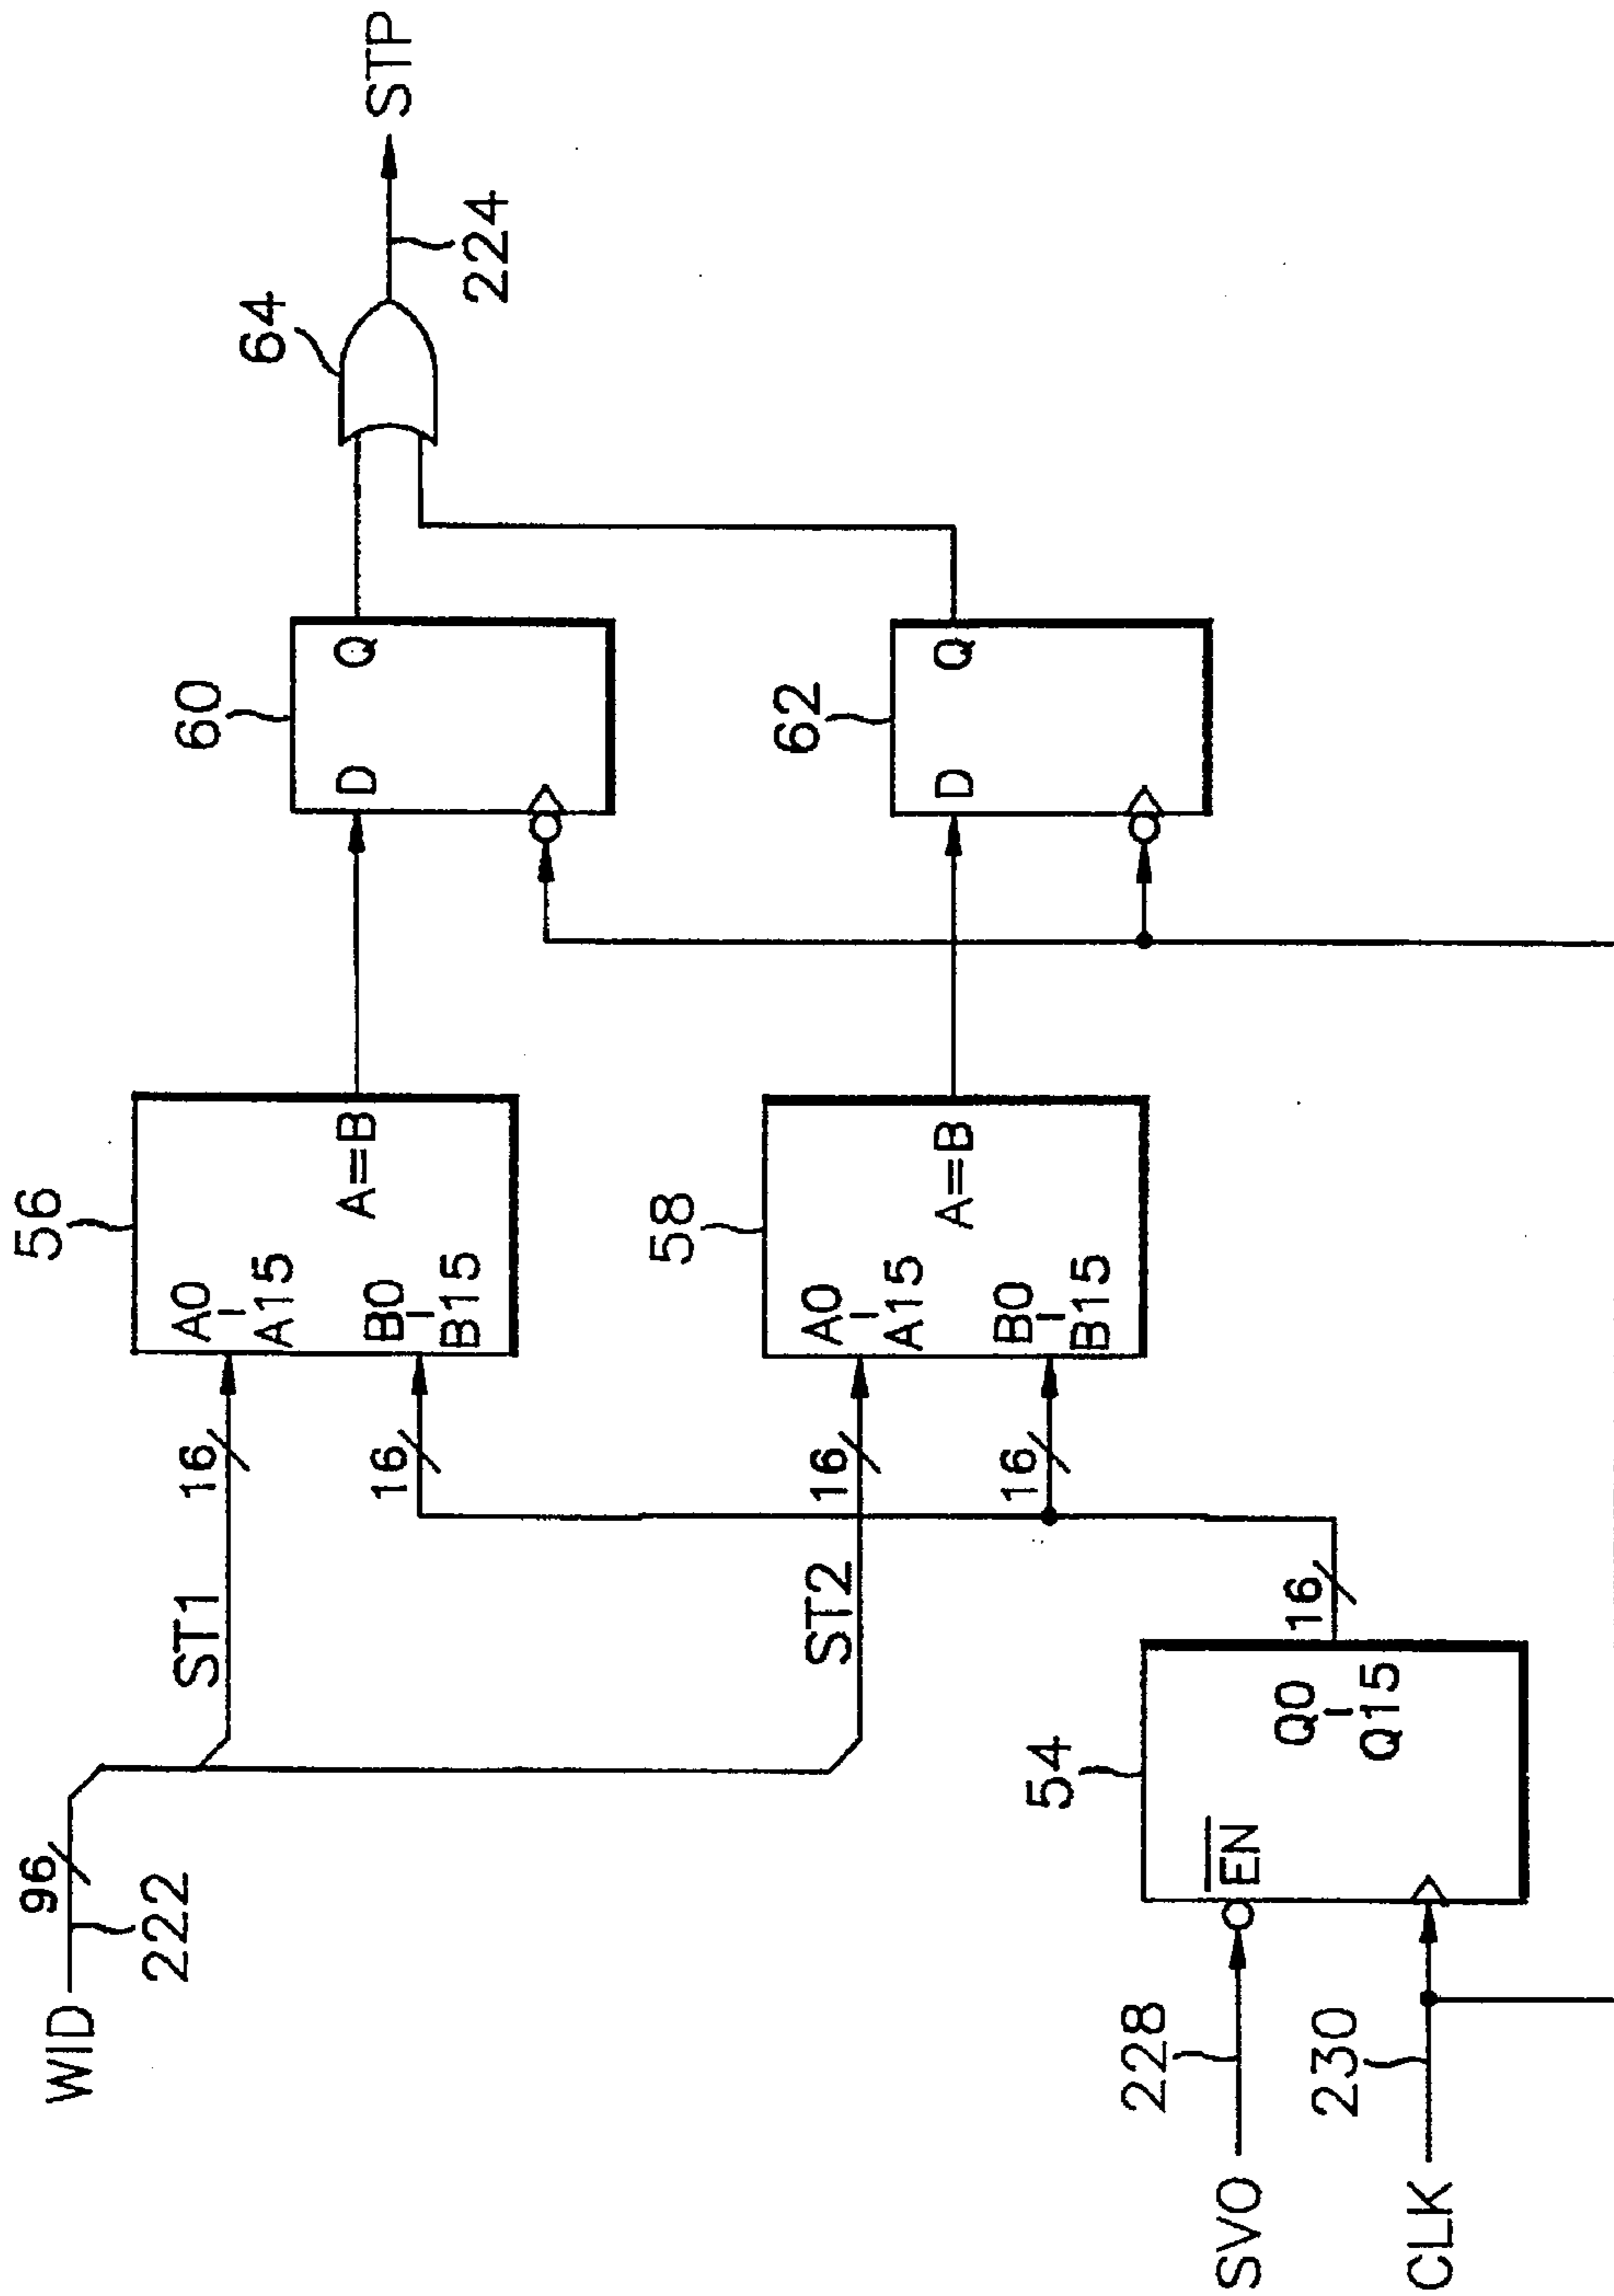 WID
96
222
ST1
16
A0
A15
B0
B15
A=B
56
16
60
D
Q
64
224
STP
ST2
16
A0
A15
B0
B15
A=B
58
16
62
D
Q
SVO
228
CLK
230
EN
54
Q0
Q15
16